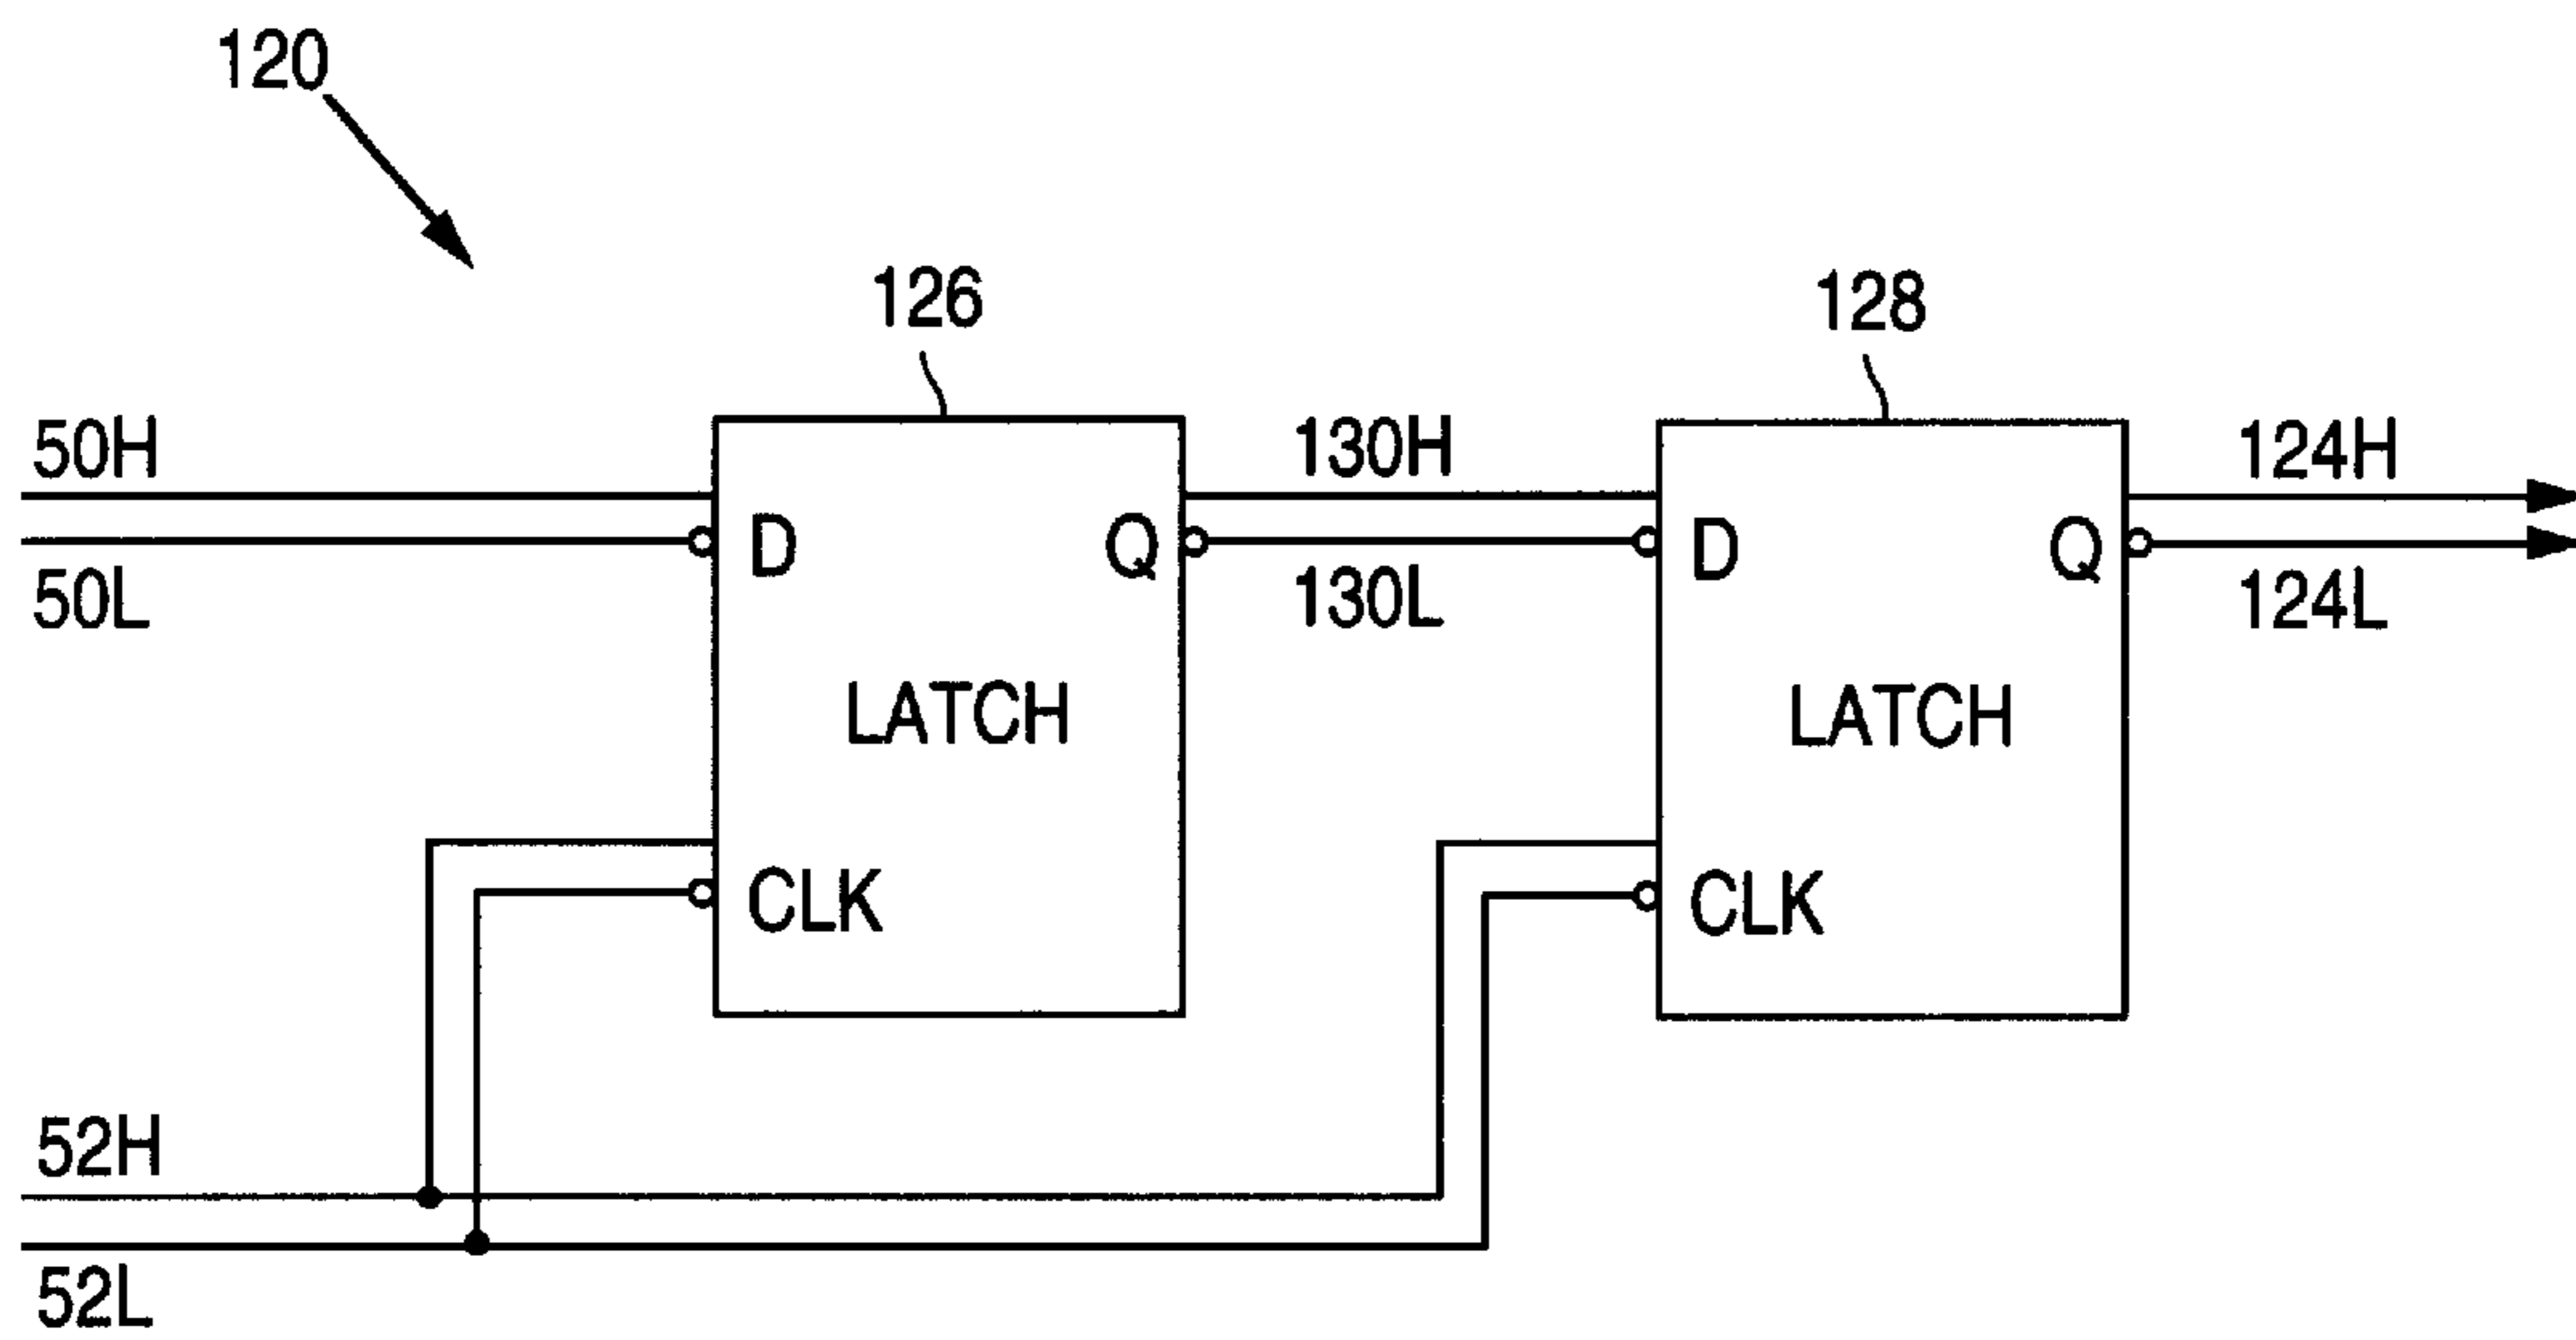 120
126
128
50H
50L
130H
130L
124H
124L
D
Q
LATCH
CLK
D
Q
LATCH
CLK
52H
52L